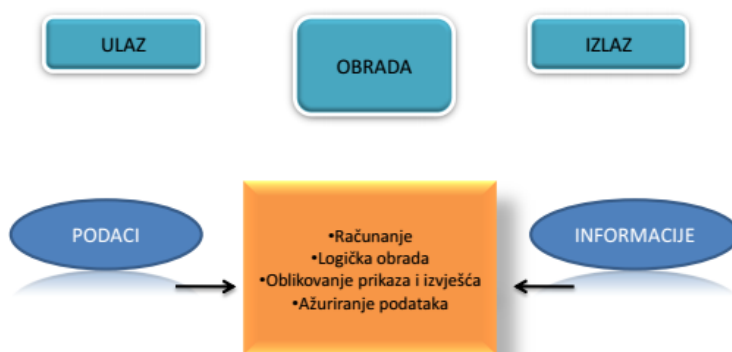 ULAZ
OBRADA
IZLAZ
PODACI
•Računanje
•Logička obrada
•Oblikovanje prikaza i izvješća
•Ažuriranje podataka
INFORMACIJE